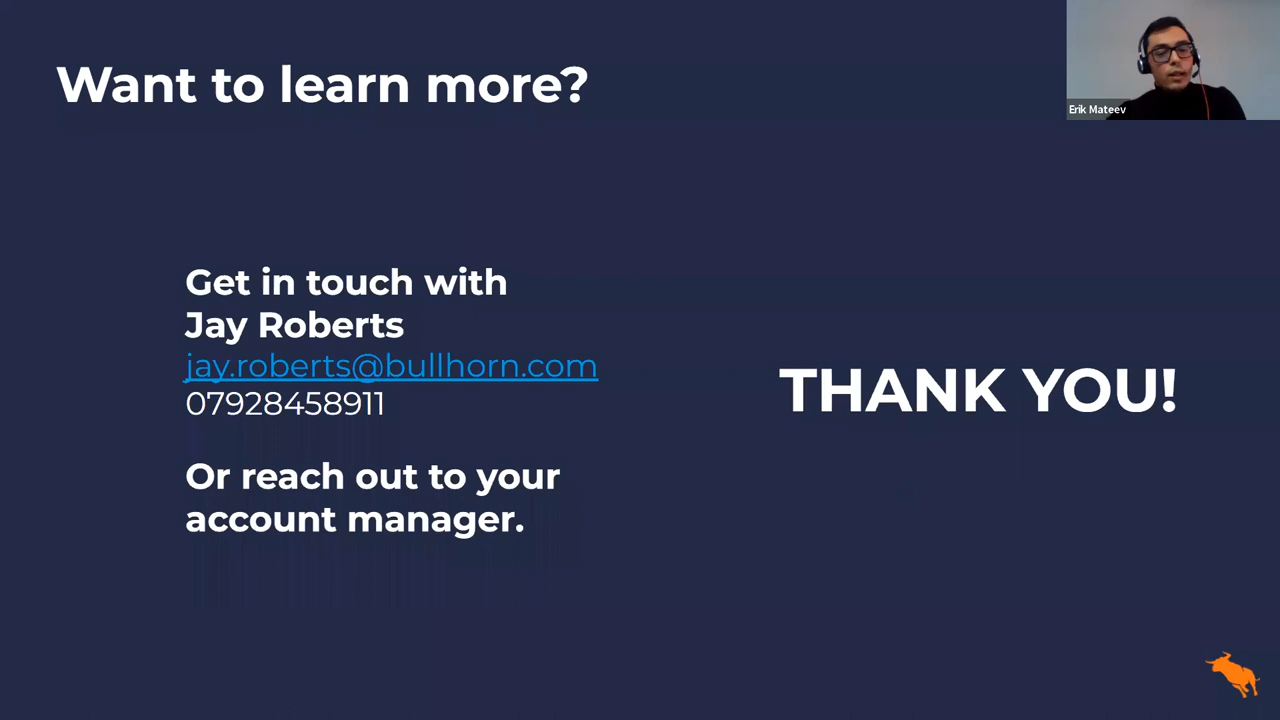 Want to learn more?
Erik Mateev
Get in touch with
Jay Roberts
jay.roberts@bullhorn.com
07928458911
THANK YOU!
Or reach out to your
account manager.